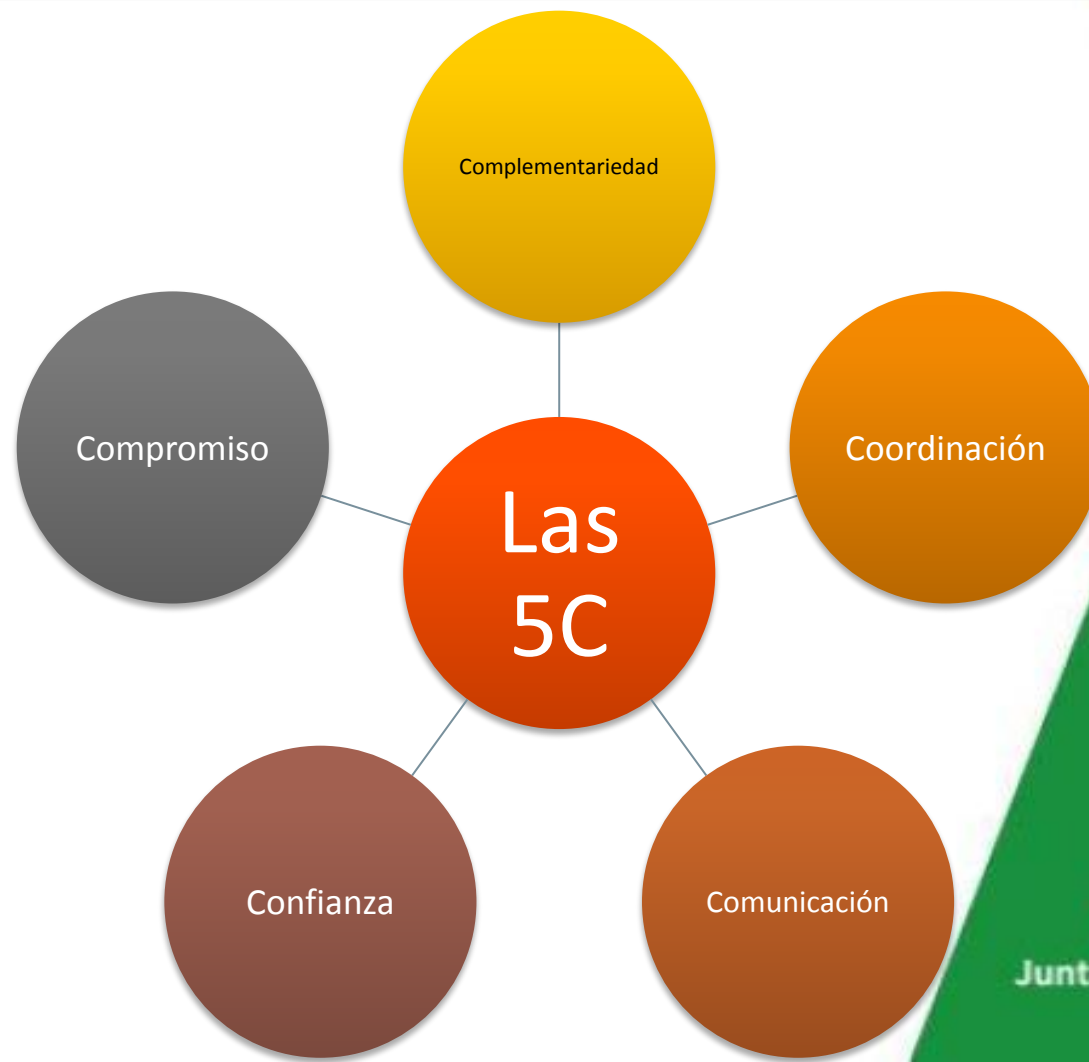 Complementariedad
Compromiso
Coordinación
Las
5C
Confianza
Comunicación
Junt